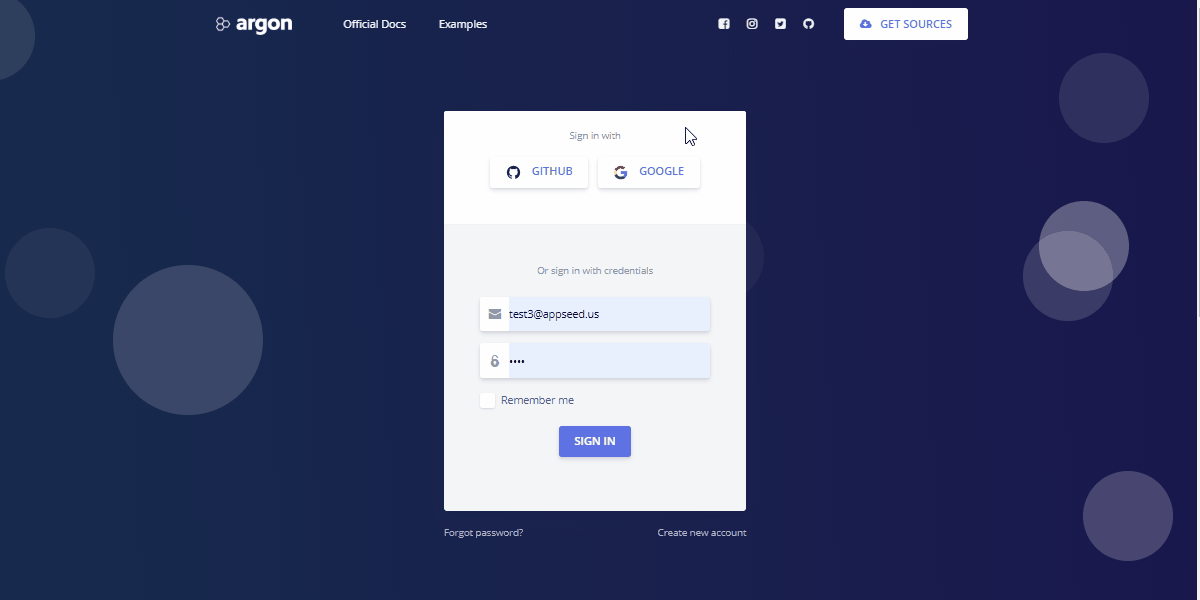 argon
Official Docs
Examples
GET SOURCES
Sign in with
GITHUB
GOOGLE
Or sign in with credentials
test3@appseed.us
••••
Remember me
SIGN IN
Forgot password?
Create new account